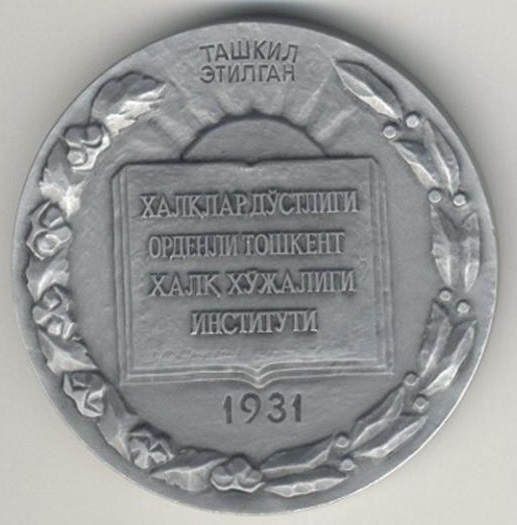 ТАШКИЛ
ЭТИЛГАН
ХАЛҚЛАР ДЎСТЛИГИ
ОРДЕНЛИ ТОШКЕНТ
ХАЛҚ ХЎЖАЛИГИ
ИНСТИТУТИ
1931